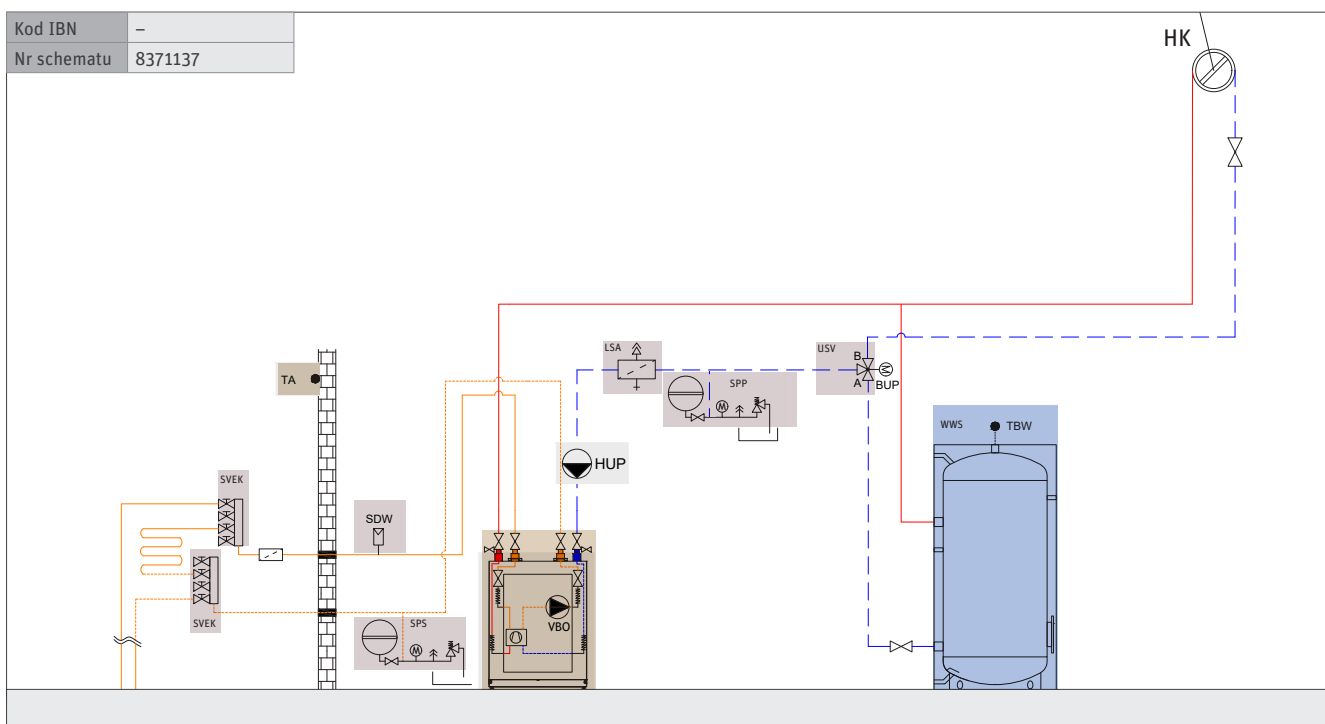 Kod IBN –
Nr schematu 8371137
HK
LSA
USV
B
A
M
BUP
TA
SPP
M
WWS
TBW
HUP
SVEK
SDW
SVEK
SPS
M
VBO